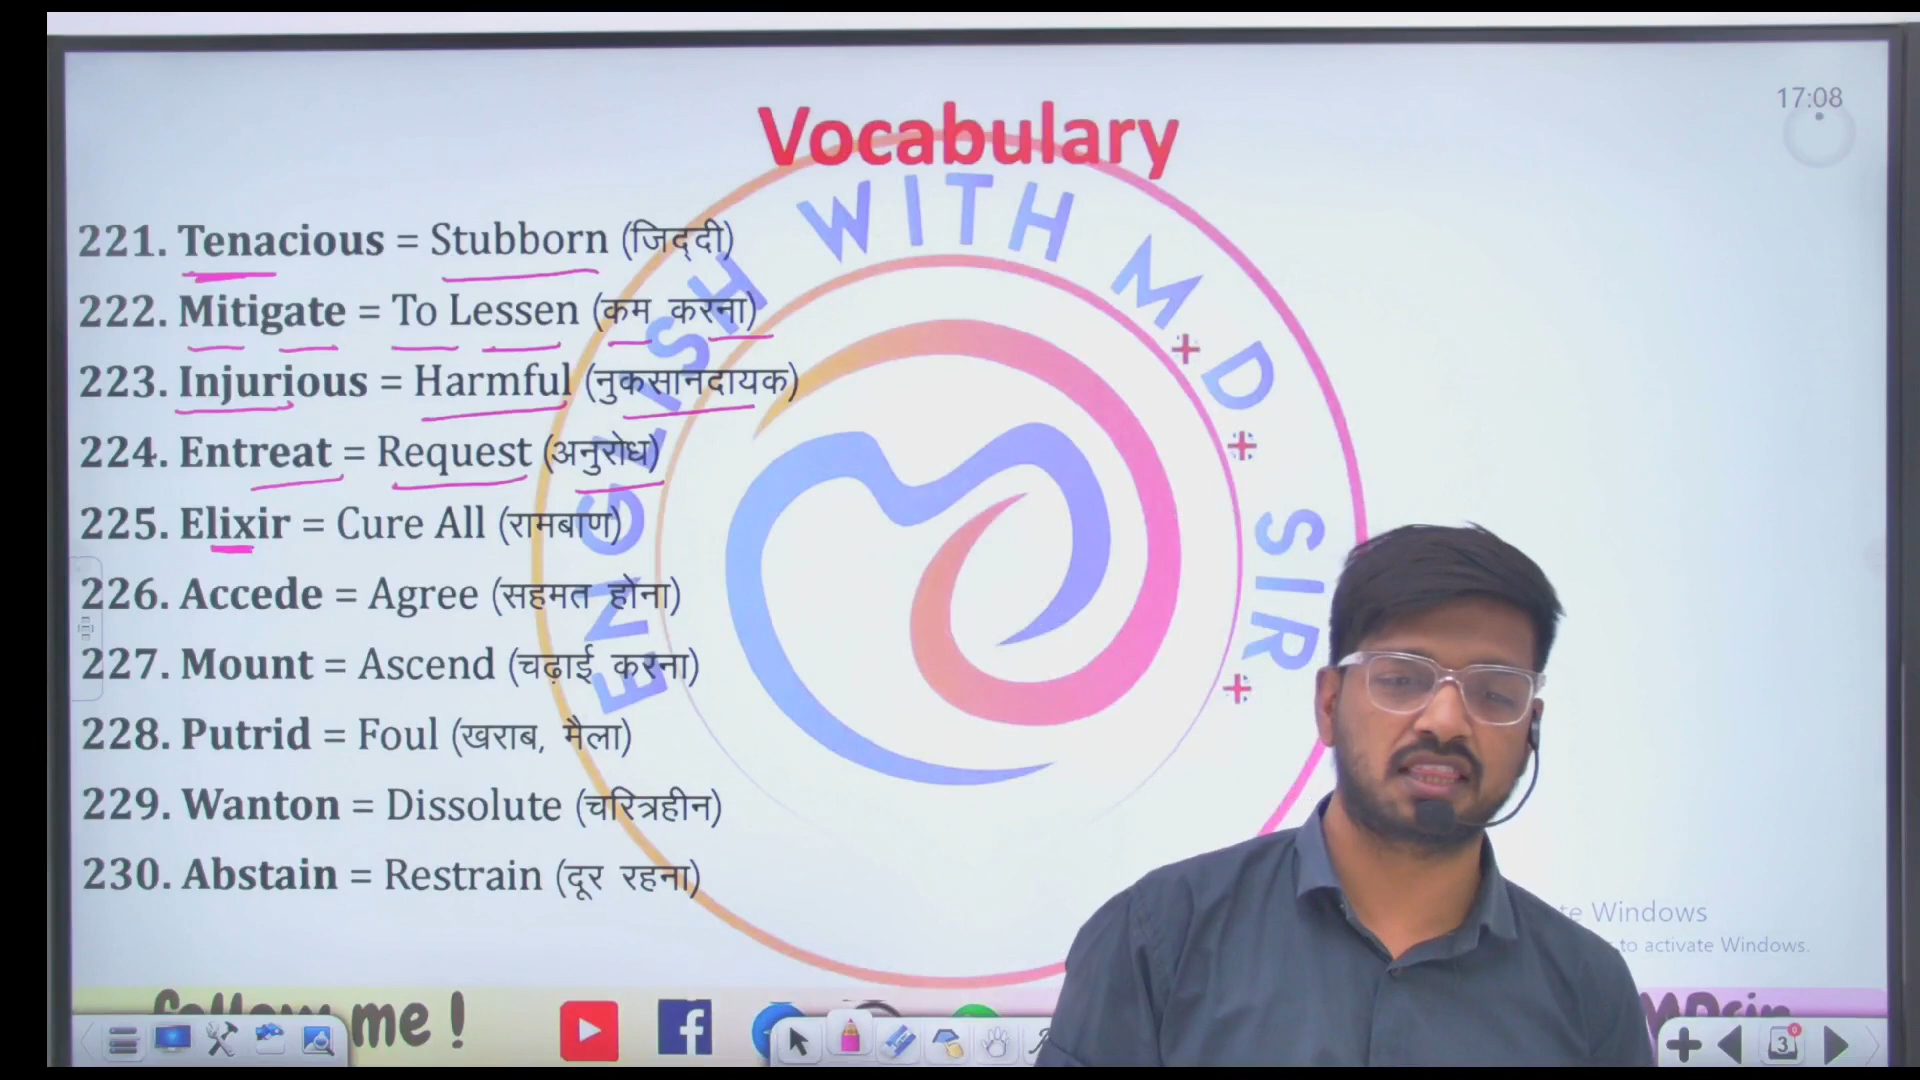 Vocabulary
17:08
ENGLISH WITH M D SIR
221. Tenacious = Stubborn (जिद्दी)
222. Mitigate = To Lessen (कम करना)
223. Injurious = Harmful (नुकसानदायक)
224. Entreat = Request (अनुरोध)
225. Elixir = Cure All (रामबाण)
226. Accede = Agree (सहमत होना)
227. Mount = Ascend (चढ़ाई करना)
228. Putrid = Foul (खराब, मैला)
229. Wanton = Dissolute (चरित्रहीन)
230. Abstain = Restrain (दूर रहना)
Windows
to activate Windows.
follow me !
3
0